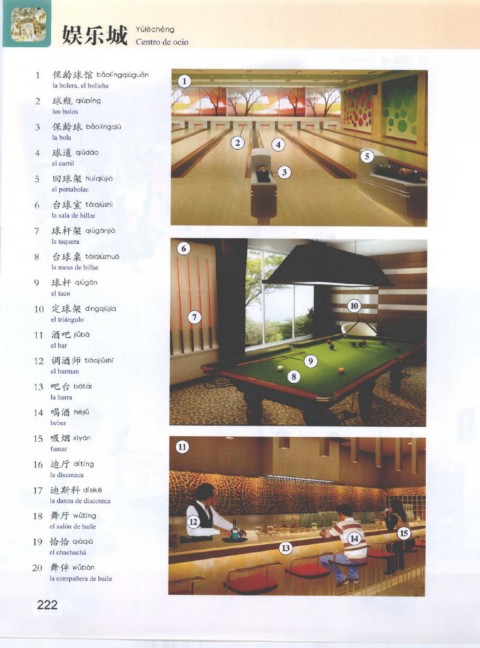 娱乐城 Yúlèchéng
Centro de ocio
1 保龄球馆 bǎolíngqiúguǎn
la bolera, el boliche
2 球瓶 qiúpíng
los bolos
3 保龄球 bǎolíngqiú
la bola
4 球道 qiúdào
el carril
5 回球架 huíqiújià
el portabolas
6 台球室 táiqiúshì
la sala de billar
7 球杆架 qiúgānjià
la taquera
8 台球桌 táiqiúzhuō
la mesa de billar
9 球杆 qiúgān
el taco
10 定球架 dìngqiújià
el triángulo
11 酒吧 jiǔbā
el bar
12 调酒师 tiáojiǔshī
el barman
13 吧台 bātái
la barra
14 喝酒 hējiǔ
beber
15 吸烟 xīyān
fumar
16 迪厅 dítīng
la discoteca
17 迪斯科 dísīkē
la danza de discoteca
18 舞厅 wǔtīng
el salón de baile
19 恰恰 qiàqià
el chachachá
20 舞伴 wǔbàn
la compañera de baile
1
2
4
3
5
6
7
10
9
8
11
12
13
14
15
222